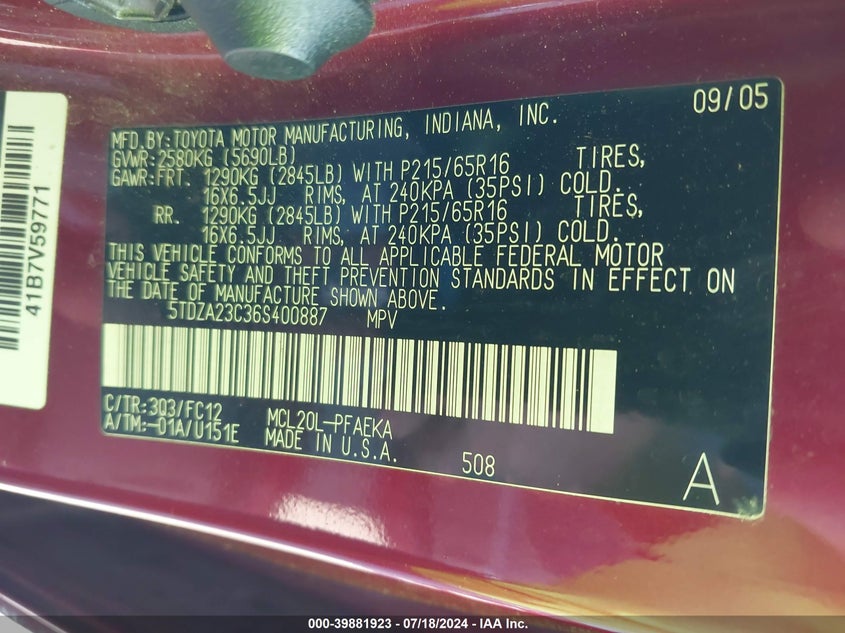 09/05
MFD.BY:TOYOTA MOTOR MANUFACTURING, INDIANA, INC.
GVWR:2580KG (5690LB)
GAWR:FRT. 1290KG (2845LB) WITH P215/65R16 TIRES,
16X6.5JJ RIMS, AT 240KPA (35PSI) COLD.
RR. 1290KG (2845LB) WITH P215/65R16 TIRES,
16X6.5JJ RIMS, AT 240KPA (35PSI) COLD.
THIS VEHICLE CONFORMS TO ALL APPLICABLE FEDERAL MOTOR
VEHICLE SAFETY AND THEFT PREVENTION STANDARDS IN EFFECT ON
THE DATE OF MANUFACTURE SHOWN ABOVE.
5TDZA23C36S400887 MPV
C/TR:3Q3/FC12 MCL20L-PFAEKA
A/TM:-01A/U151E MADE IN U.S.A.
508
A
41B7V59771
000-39881923 / 07/18/2024 - IAA Inc.